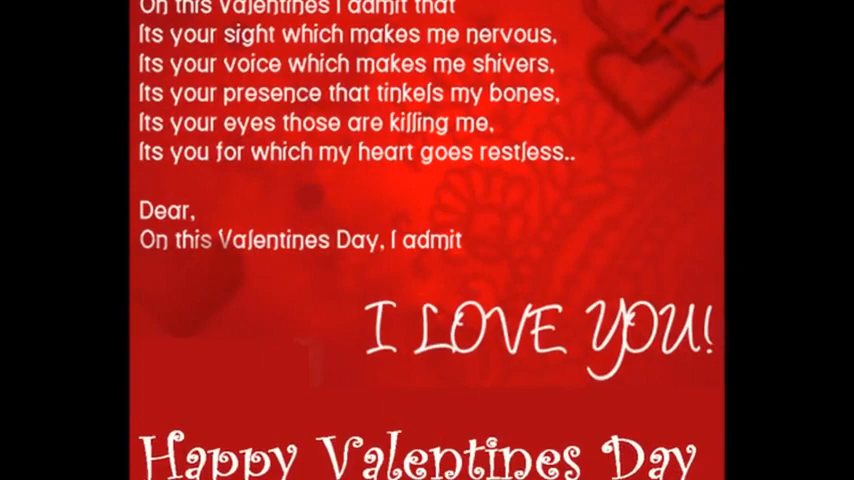 On this Valentines I admit that
Its your sight which makes me nervous,
Its your voice which makes me shivers,
Its your presence that tinkels my bones,
Its your eyes those are killing me,
Its you for which my heart goes restless..
Dear,
On this Valentines Day, I admit
I LOVE YOU!
Happy Valentines Day